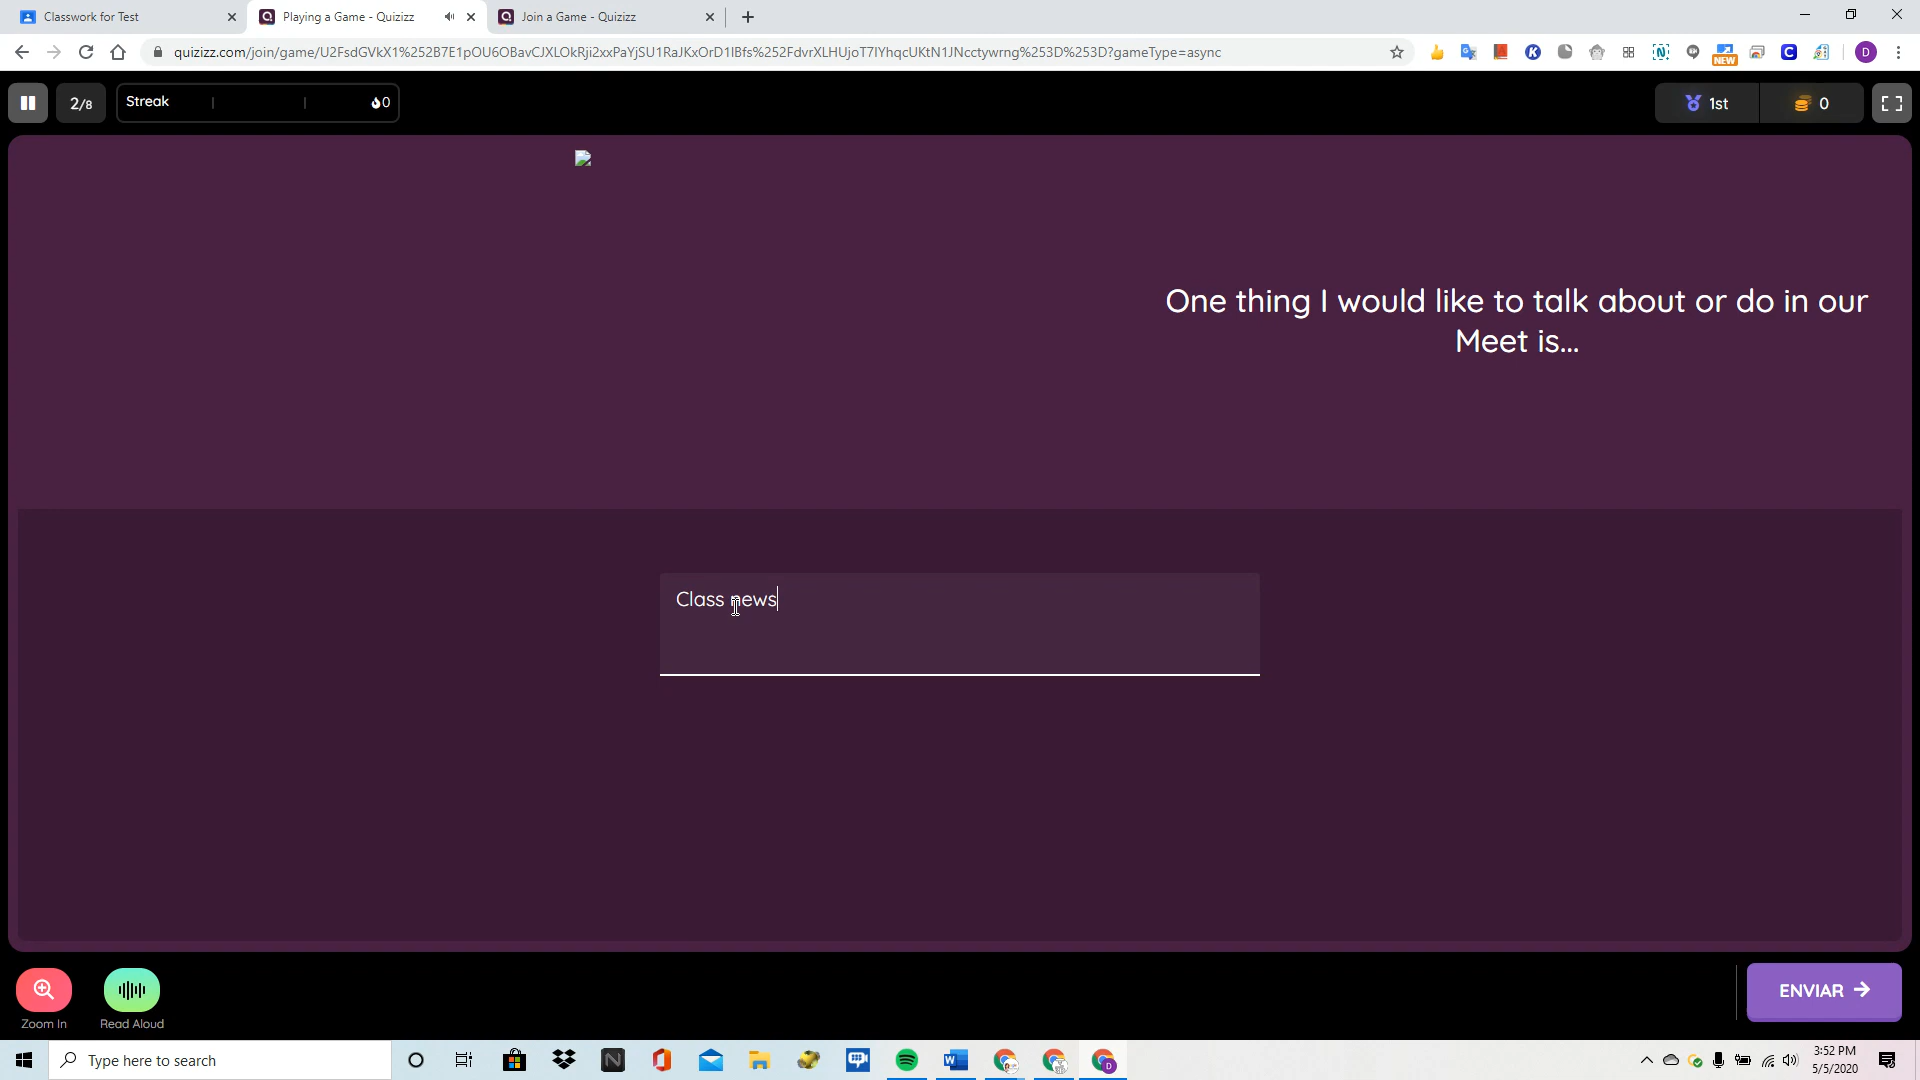 Classwork for Test
Playing a Game - Quizizz
Join a Game - Quizizz
quizizz.com/join/game/U2FsdGVkX1%252B7E1pOU6OBavCJXLOkRji2xxPaYjSU1RaJKxOrD1IBfs%252FdvrXLHUjoT7IYhqcUKtN1JNcctywrng%253D%253D?gameType=async
NEW
D
2/8
Streak
0
1st
0
One thing I would like to talk about or do in our
Meet is...
Class news
Zoom In
Read Aloud
ENVIAR
Type here to search
3:52 PM
5/5/2020